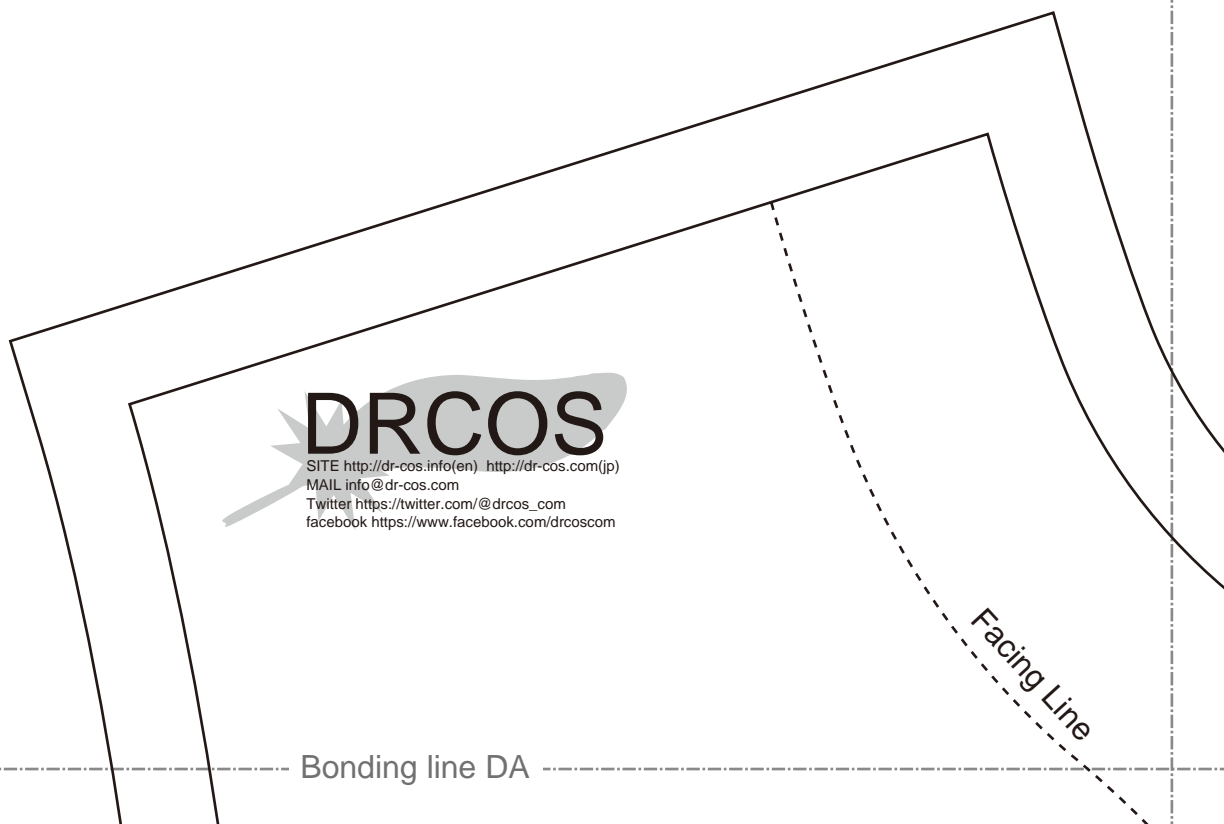 DRCOS
SITE http://dr-cos.info(en)  http://dr-cos.com(jp)
MAIL info@dr-cos.com
Twitter https://twitter.com/@drcos_com
facebook https://www.facebook.com/drcoscom
Facing Line
Bonding line DA